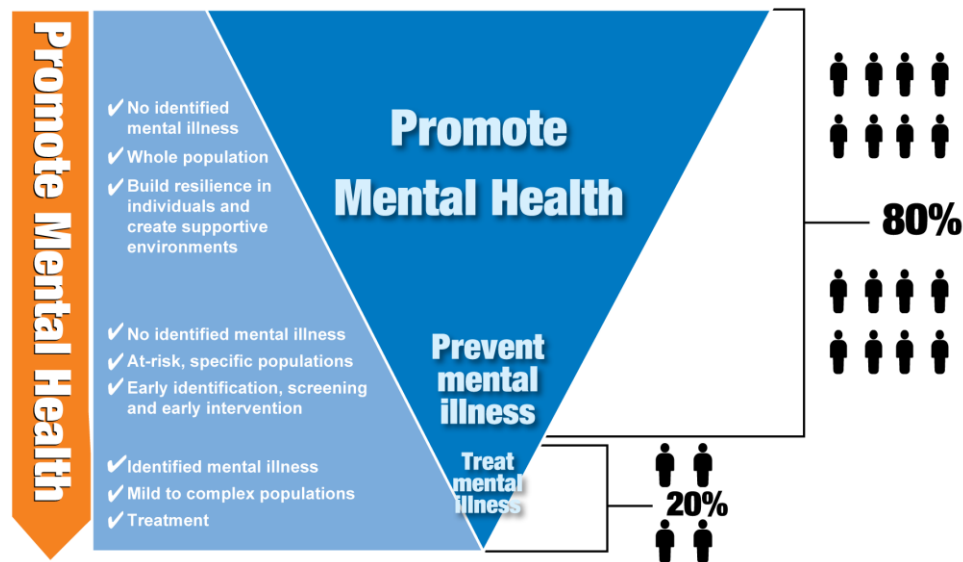 Promote Mental Health
✔ No identified
mental illness
✔ Whole population
✔ Build resilience in
individuals and
create supportive
environments
✔ No identified mental illness
✔ At-risk, specific populations
✔ Early identification, screening
and early intervention
✔ Identified mental illness
✔ Mild to complex populations
✔ Treatment
Promote
Mental Health
Prevent
mental
illness
Treat
mental
illness
80%
20%